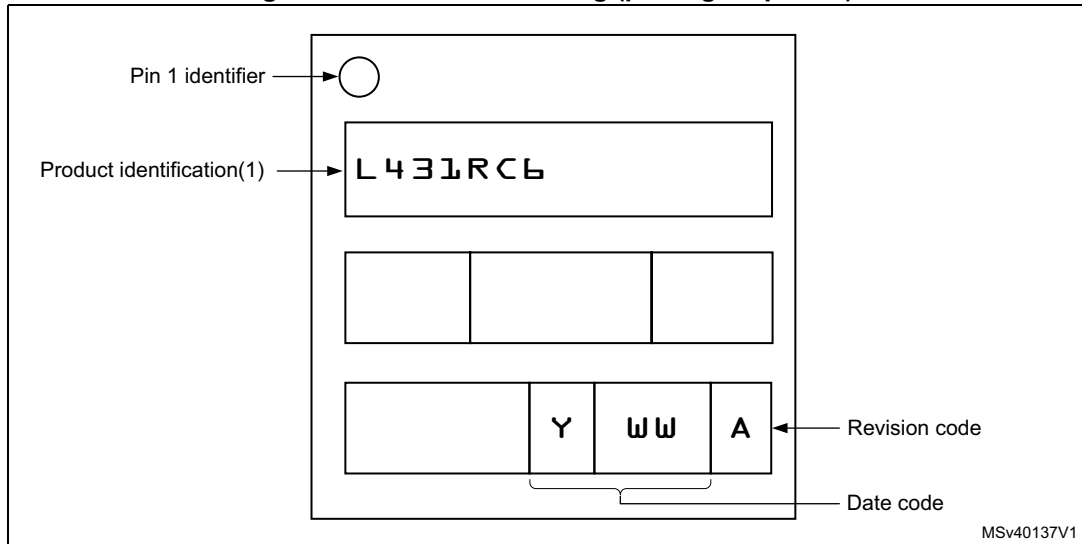 Pin 1 identifier
Product identification(1)
L431RC6
Y WW A
Revision code
Date code
MSv40137V1